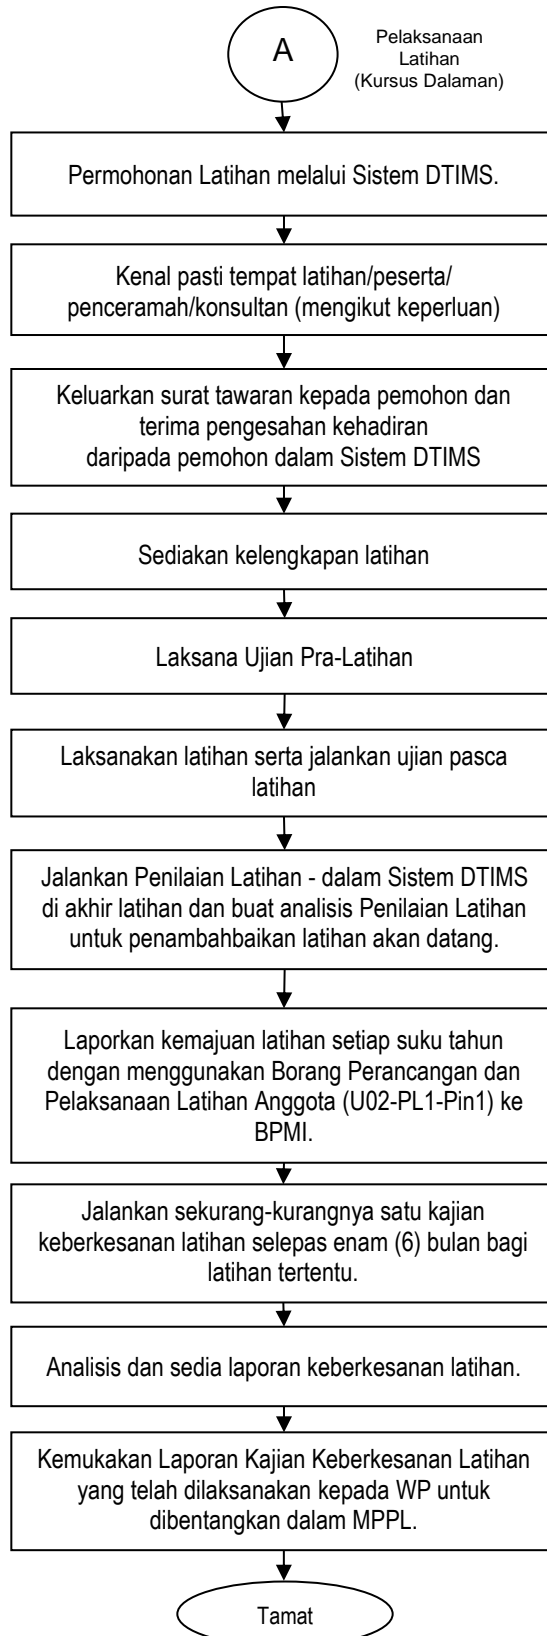 A
Pelaksanaan
Latihan
(Kursus Dalaman)
Permohonan Latihan melalui Sistem DTIMS.
Kenal pasti tempat latihan/peserta/
penceramah/konsultan (mengikut keperluan)
Keluarkan surat tawaran kepada pemohon dan
terima pengesahan kehadiran
daripada pemohon dalam Sistem DTIMS
Sediakan kelengkapan latihan
Laksana Ujian Pra-Latihan
Laksanakan latihan serta jalankan ujian pasca
latihan
Jalankan Penilaian Latihan - dalam Sistem DTIMS
di akhir latihan dan buat analisis Penilaian Latihan
untuk penambahbaikan latihan akan datang.
Laporkan kemajuan latihan setiap suku tahun
dengan menggunakan Borang Perancangan dan
Pelaksanaan Latihan Anggota (U02-PL1-Pin1) ke
BPMI.
Jalankan sekurang-kurangnya satu kajian
keberkesanan latihan selepas enam (6) bulan bagi
latihan tertentu.
Analisis dan sedia laporan keberkesanan latihan.
Kemukakan Laporan Kajian Keberkesanan Latihan
yang telah dilaksanakan kepada WP untuk
dibentangkan dalam MPPL.
Tamat